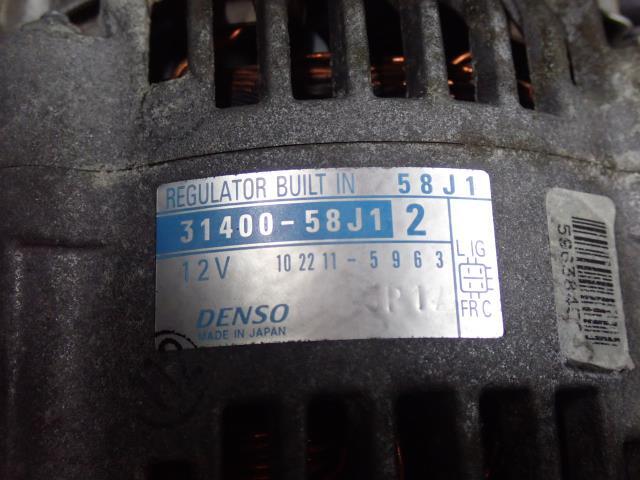 REGULATOR BUILT IN 58J1
31400-58J1 2
12V 102211-5963
L IG
DENSO
FR C
MADE IN JAPAN